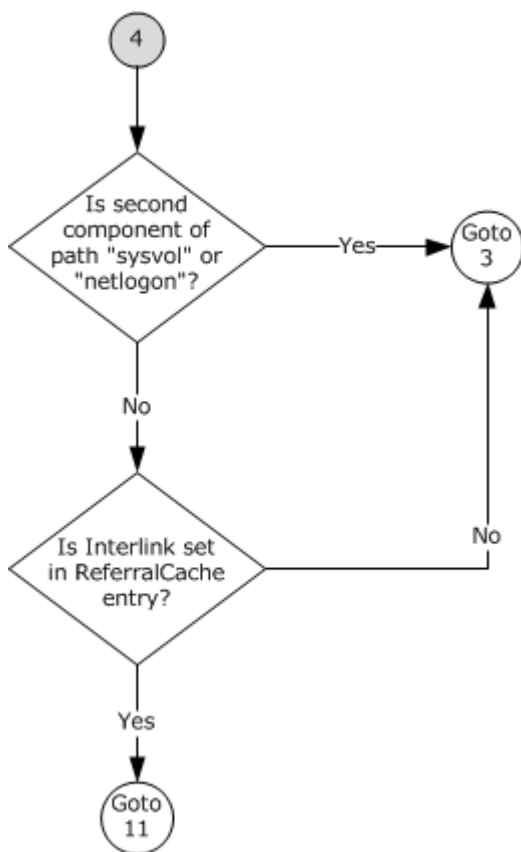 4
Is second
component of
path "sysvol" or
"netlogon"?
Yes
Goto
3
No
Is Interlink set
in ReferralCache
entry?
No
Yes
Goto
11